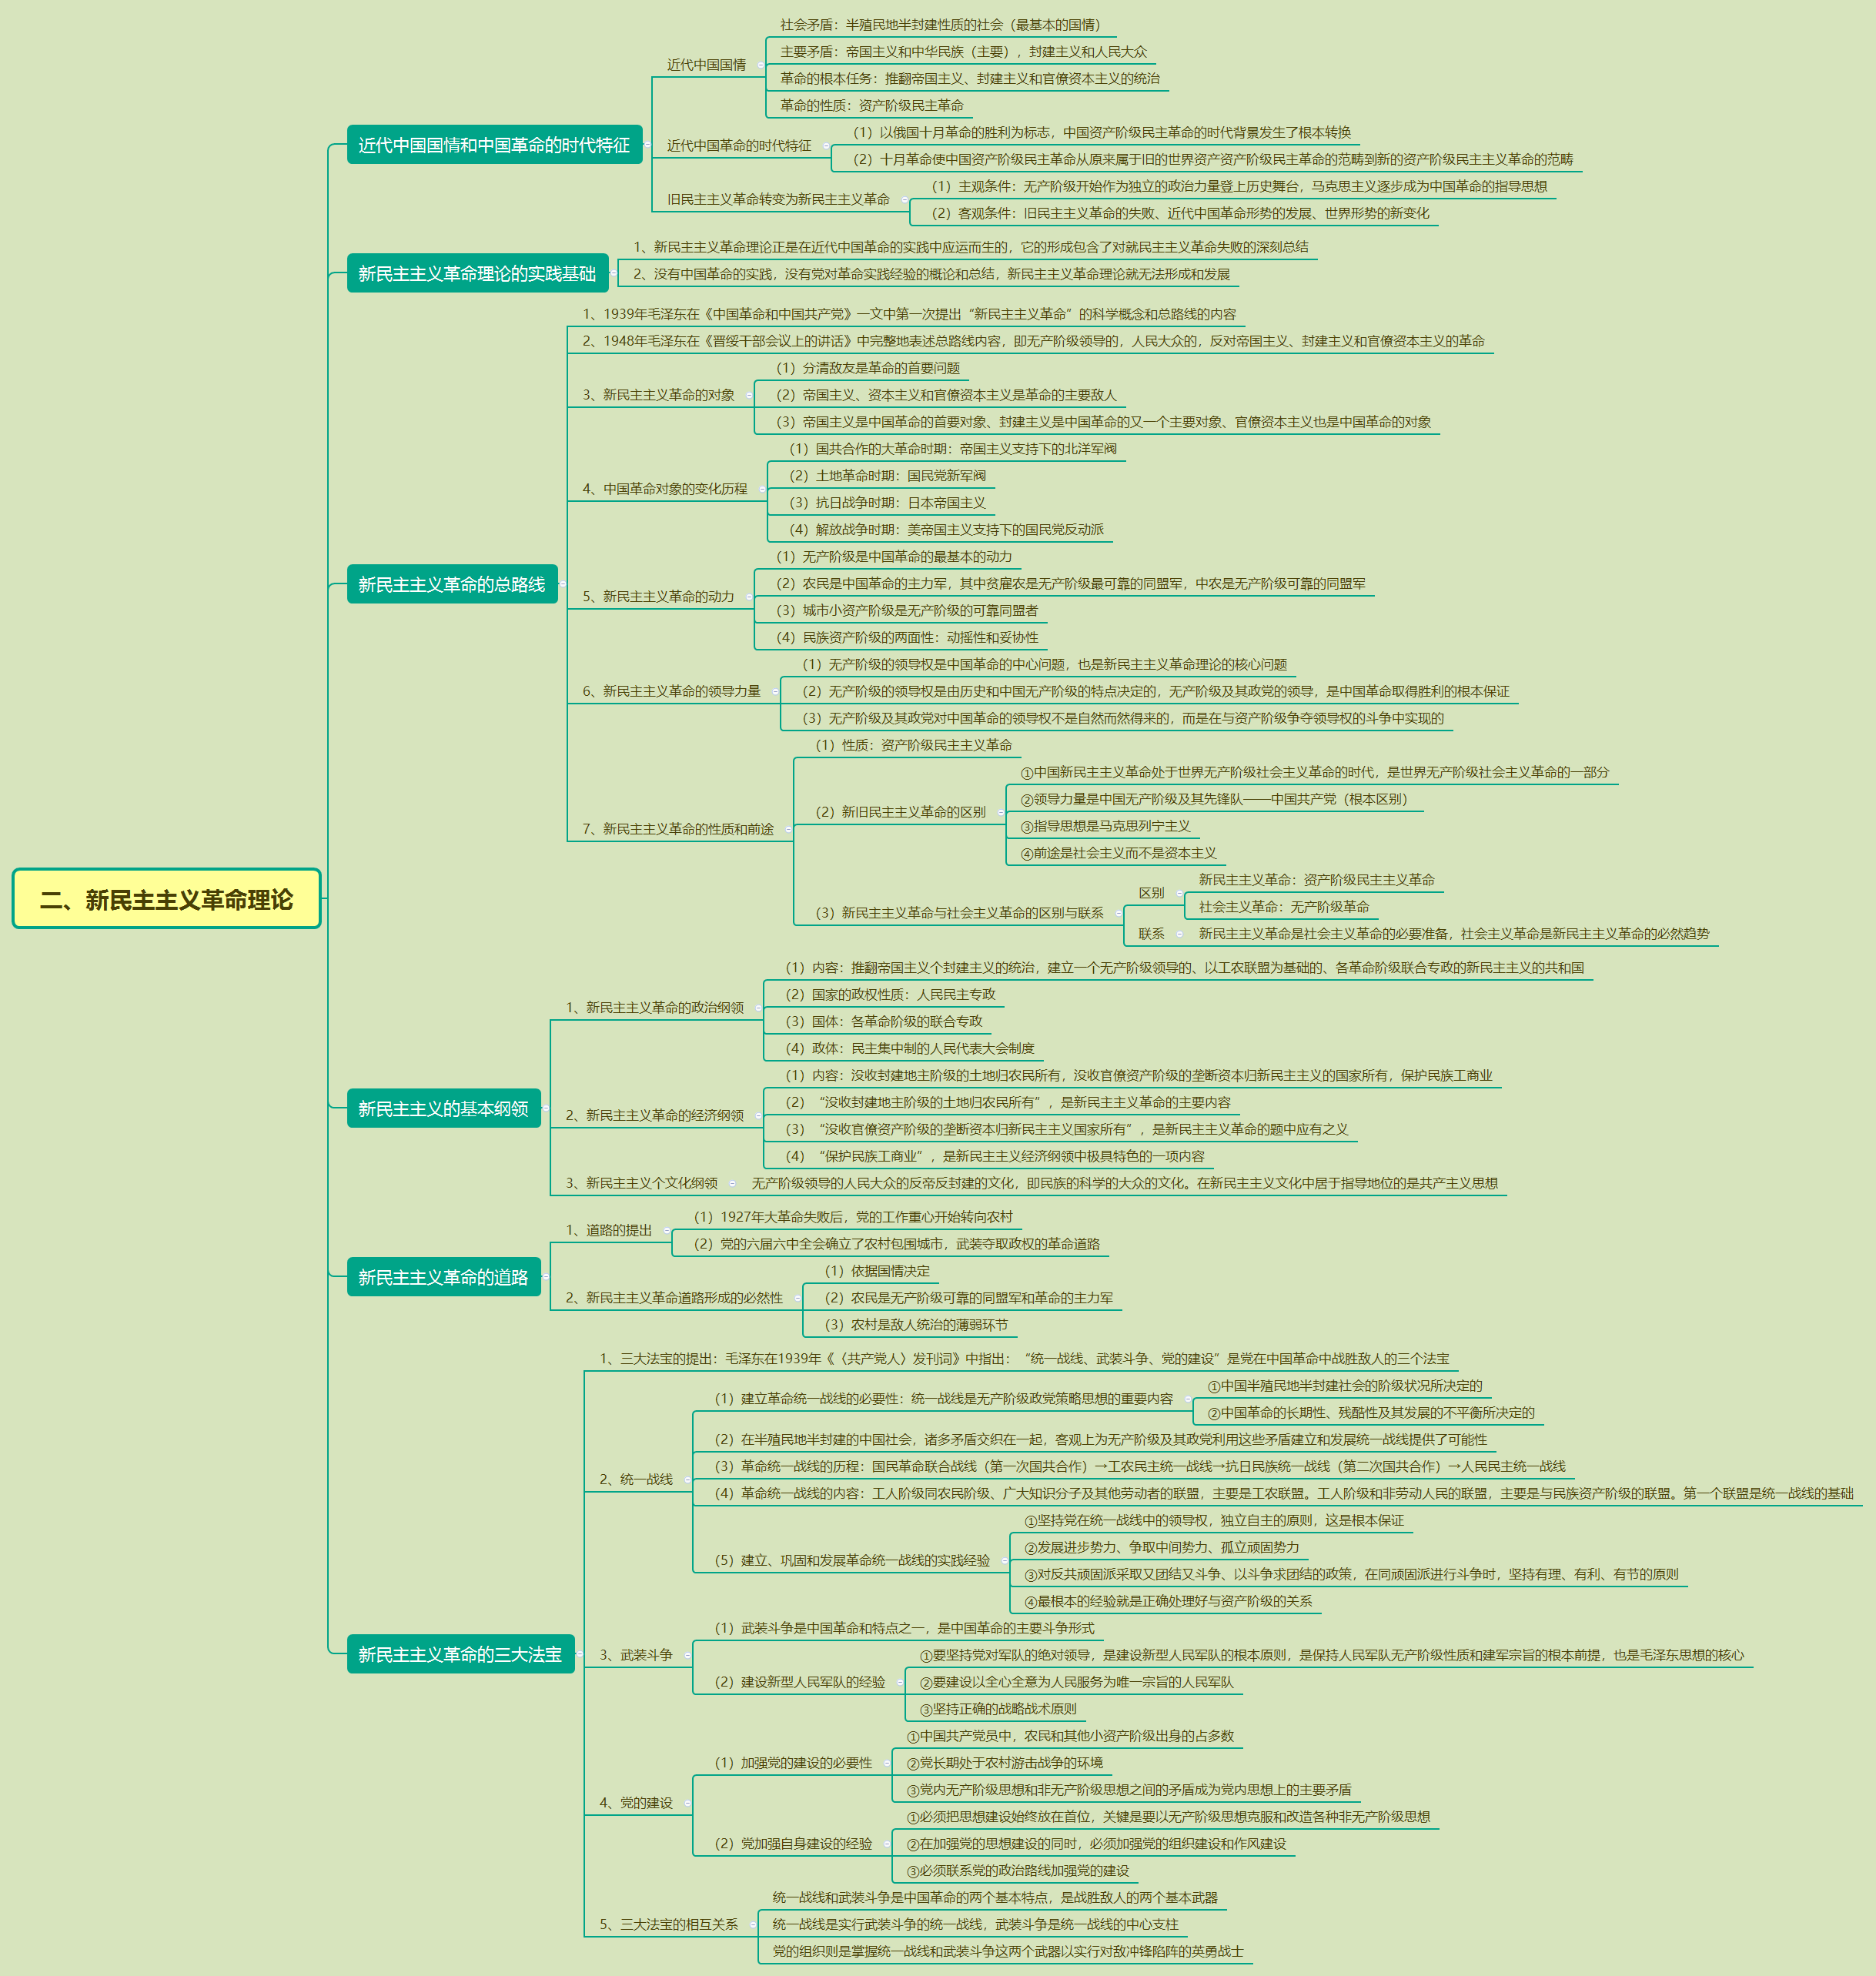 二、新民主主义革命理论
近代中国国情和中国革命的时代特征
近代中国国情
社会矛盾：半殖民地半封建性质的社会（最基本的国情）
主要矛盾：帝国主义和中华民族（主要），封建主义和人民大众
革命的根本任务：推翻帝国主义、封建主义和官僚资本主义的统治
革命的性质：资产阶级民主革命
近代中国革命的时代特征
（1）以俄国十月革命的胜利为标志，中国资产阶级民主革命的时代背景发生了根本转换
（2）十月革命使中国资产阶级民主革命从原来属于旧的世界资产资产阶级民主革命的范畴到新的资产阶级民主主义革命的范畴
旧民主主义革命转变为新民主主义革命
（1）主观条件：无产阶级开始作为独立的政治力量登上历史舞台，马克思主义逐步成为中国革命的指导思想
（2）客观条件：旧民主主义革命的失败、近代中国革命形势的发展、世界形势的新变化
新民主主义革命理论的实践基础
1、新民主主义革命理论正是在近代中国革命的实践中应运而生的，它的形成包含了对就民主主义革命失败的深刻总结
2、没有中国革命的实践，没有党对革命实践经验的概论和总结，新民主主义革命理论就无法形成和发展
新民主主义革命的总路线
1、1939年毛泽东在《中国革命和中国共产党》一文中第一次提出“新民主主义革命”的科学概念和总路线的内容
2、1948年毛泽东在《晋绥干部会议上的讲话》中完整地表述总路线内容，即无产阶级领导的，人民大众的，反对帝国主义、封建主义和官僚资本主义的革命
3、新民主主义革命的对象
（1）分清敌友是革命的首要问题
（2）帝国主义、资本主义和官僚资本主义是革命的主要敌人
（3）帝国主义是中国革命的首要对象、封建主义是中国革命的又一个主要对象、官僚资本主义也是中国革命的对象
4、中国革命对象的变化历程
（1）国共合作的大革命时期：帝国主义支持下的北洋军阀
（2）土地革命时期：国民党新军阀
（3）抗日战争时期：日本帝国主义
（4）解放战争时期：美帝国主义支持下的国民党反动派
5、新民主主义革命的动力
（1）无产阶级是中国革命的最基本的动力
（2）农民是中国革命的主力军，其中贫雇农是无产阶级最可靠的同盟军，中农是无产阶级可靠的同盟军
（3）城市小资产阶级是无产阶级的可靠同盟者
（4）民族资产阶级的两面性：动摇性和妥协性
6、新民主主义革命的领导力量
（1）无产阶级的领导权是中国革命的中心问题，也是新民主主义革命理论的核心问题
（2）无产阶级的领导权是由历史和中国无产阶级的特点决定的，无产阶级及其政党的领导，是中国革命取得胜利的根本保证
（3）无产阶级及其政党对中国革命的领导权不是自然而然得来的，而是在与资产阶级争夺领导权的斗争中实现的
7、新民主主义革命的性质和前途
（1）性质：资产阶级民主主义革命
（2）新旧民主主义革命的区别
①中国新民主主义革命处于世界无产阶级社会主义革命的时代，是世界无产阶级社会主义革命的一部分
②领导力量是中国无产阶级及其先锋队——中国共产党（根本区别）
③指导思想是马克思列宁主义
④前途是社会主义而不是资本主义
（3）新民主主义革命与社会主义革命的区别与联系
区别
新民主主义革命：资产阶级民主主义革命
社会主义革命：无产阶级革命
联系
新民主主义革命是社会主义革命的必要准备，社会主义革命是新民主主义革命的必然趋势
新民主主义的基本纲领
1、新民主主义革命的政治纲领
（1）内容：推翻帝国主义个封建主义的统治，建立一个无产阶级领导的、以工农联盟为基础的、各革命阶级联合专政的新民主主义的共和国
（2）国家的政权性质：人民民主专政
（3）国体：各革命阶级的联合专政
（4）政体：民主集中制的人民代表大会制度
2、新民主主义革命的经济纲领
（1）内容：没收封建地主阶级的土地归农民所有，没收官僚资产阶级的垄断资本归新民主主义的国家所有，保护民族工商业
（2）“没收封建地主阶级的土地归农民所有”，是新民主主义革命的主要内容
（3）“没收官僚资产阶级的垄断资本归新民主主义国家所有”，是新民主主义革命的题中应有之义
（4）“保护民族工商业”，是新民主主义经济纲领中极具特色的一项内容
3、新民主主义个文化纲领
无产阶级领导的人民大众的反帝反封建的文化，即民族的科学的大众的文化。在新民主主义文化中居于指导地位的是共产主义思想
新民主主义革命的道路
1、道路的提出
（1）1927年大革命失败后，党的工作重心开始转向农村
（2）党的六届六中全会确立了农村包围城市，武装夺取政权的革命道路
2、新民主主义革命道路形成的必然性
（1）依据国情决定
（2）农民是无产阶级可靠的同盟军和革命的主力军
（3）农村是敌人统治的薄弱环节
新民主主义革命的三大法宝
1、三大法宝的提出：毛泽东在1939年《〈共产党人〉发刊词》中指出：“统一战线、武装斗争、党的建设”是党在中国革命中战胜敌人的三个法宝
2、统一战线
（1）建立革命统一战线的必要性：统一战线是无产阶级政党策略思想的重要内容
①中国半殖民地半封建社会的阶级状况所决定的
②中国革命的长期性、残酷性及其发展的不平衡所决定的
（2）在半殖民地半封建的中国社会，诸多矛盾交织在一起，客观上为无产阶级及其政党利用这些矛盾建立和发展统一战线提供了可能性
（3）革命统一战线的历程：国民革命联合战线（第一次国共合作）→工农民主统一战线→抗日民族统一战线（第二次国共合作）→人民民主统一战线
（4）革命统一战线的内容：工人阶级同农民阶级、广大知识分子及其他劳动者的联盟，主要是工农联盟。工人阶级和非劳动人民的联盟，主要是与民族资产阶级的联盟。第一个联盟是统一战线的基础
（5）建立、巩固和发展革命统一战线的实践经验
①坚持党在统一战线中的领导权，独立自主的原则，这是根本保证
②发展进步势力、争取中间势力、孤立顽固势力
③对反共顽固派采取又团结又斗争、以斗争求团结的政策，在同顽固派进行斗争时，坚持有理、有利、有节的原则
④最根本的经验就是正确处理好与资产阶级的关系
3、武装斗争
（1）武装斗争是中国革命和特点之一，是中国革命的主要斗争形式
（2）建设新型人民军队的经验
①要坚持党对军队的绝对领导，是建设新型人民军队的根本原则，是保持人民军队无产阶级性质和建军宗旨的根本前提，也是毛泽东思想的核心
②要建设以全心全意为人民服务为唯一宗旨的人民军队
③坚持正确的战略战术原则
4、党的建设
（1）加强党的建设的必要性
①中国共产党员中，农民和其他小资产阶级出身的占多数
②党长期处于农村游击战争的环境
③党内无产阶级思想和非无产阶级思想之间的矛盾成为党内思想上的主要矛盾
（2）党加强自身建设的经验
①必须把思想建设始终放在首位，关键是要以无产阶级思想克服和改造各种非无产阶级思想
②在加强党的思想建设的同时，必须加强党的组织建设和作风建设
③必须联系党的政治路线加强党的建设
5、三大法宝的相互关系
统一战线和武装斗争是中国革命的两个基本特点，是战胜敌人的两个基本武器
统一战线是实行武装斗争的统一战线，武装斗争是统一战线的中心支柱
党的组织则是掌握统一战线和武装斗争这两个武器以实行对敌冲锋陷阵的英勇战士